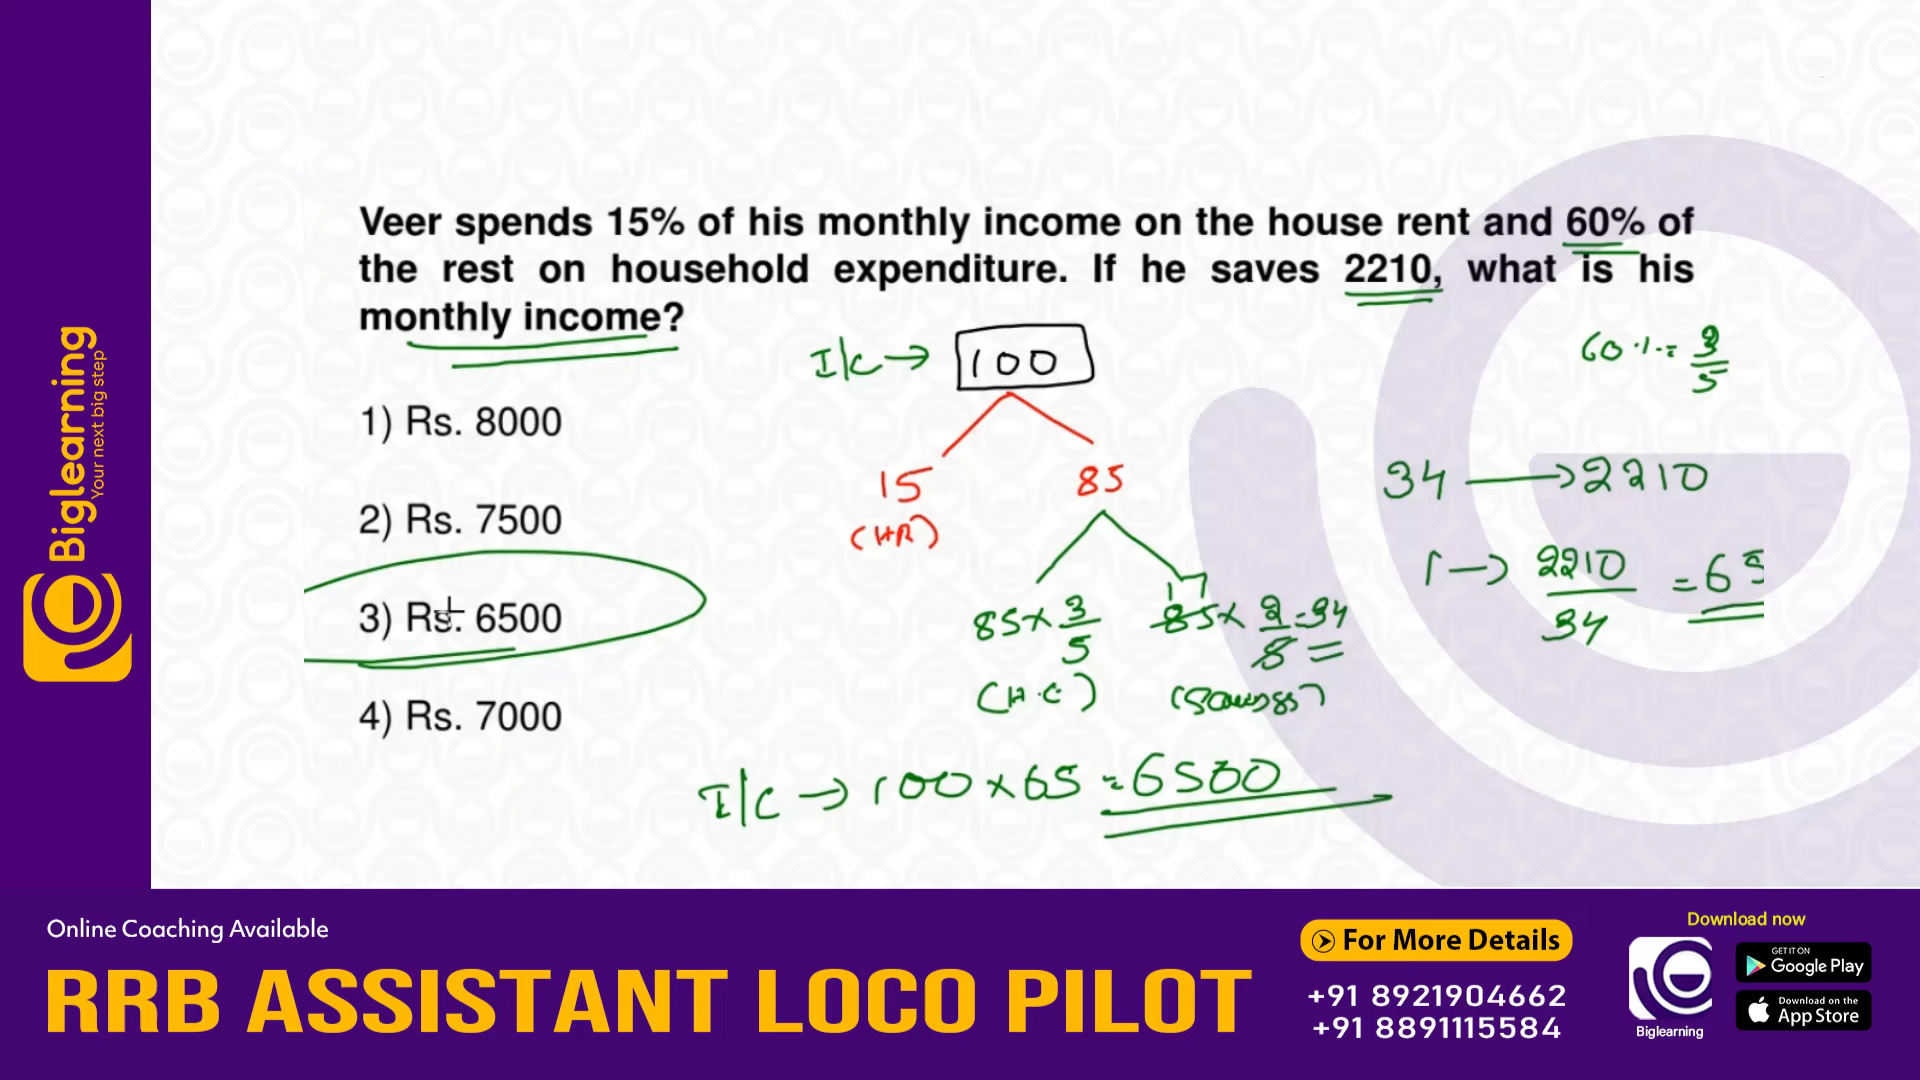 Veer spends 15% of his monthly income on the house rent and 60% of
the rest on household expenditure. If he saves 2210, what is his
monthly income?
60 % = 3/5
I/C → 100
1) Rs. 8000
15
85
34 → 2210
(HR)
2) Rs. 7500
1 → 2210/34 = 65
17
85 x 3/5
85 x 2/5 = 34
3) Rs. 6500
(H.C)
4) Rs. 7000
I/C → 100 x 65 = 6500
Biglearning
Your next big step
Online Coaching Available
RRB ASSISTANT LOCO PILOT
For More Details
+91 8921904662
+91 8891115584
Download now
Biglearning
GET IT ON
Google Play
Download on the
App Store